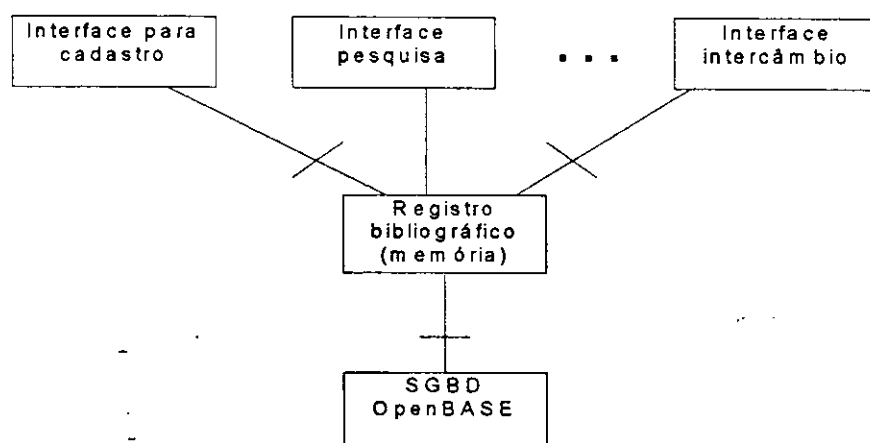 Interface para
cadastro
Interface
pesquisa
...
Interface
intercâmbio
Registro
bibliográfico
(memória)
SGBD
OpenBASE